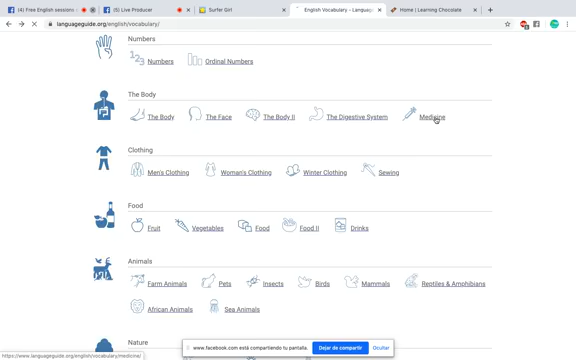 (4) Free English sessions
(5) Live Producer
Surfer Girl
English Vocabulary - Languag
Home | Learning Chocolate
languageguide.org/english/vocabulary/
Numbers
123 Numbers Ordinal Numbers
The Body
The Body The Face The Body II The Digestive System Medicine
Clothing
Men's Clothing Woman's Clothing Winter Clothing Sewing
Food
Fruit Vegetables Food Food II Drinks
Animals
Farm Animals Pets Insects Birds Mammals Reptiles & Amphibians
African Animals Sea Animals
Nature
www.facebook.com está compartiendo tu pantalla. Dejar de compartir Ocultar
https://www.languageguide.org/english/vocabulary/medicine/